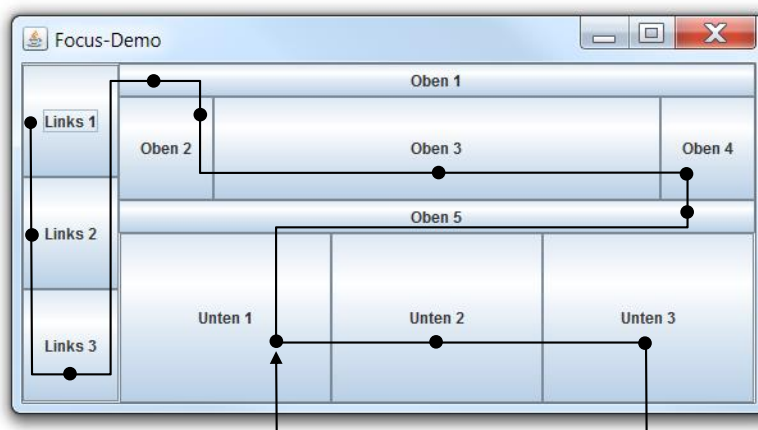 Focus-Demo
Links 1
Links 2
Links 3
Oben 1
Oben 2
Oben 3
Oben 4
Oben 5
Unten 1
Unten 2
Unten 3